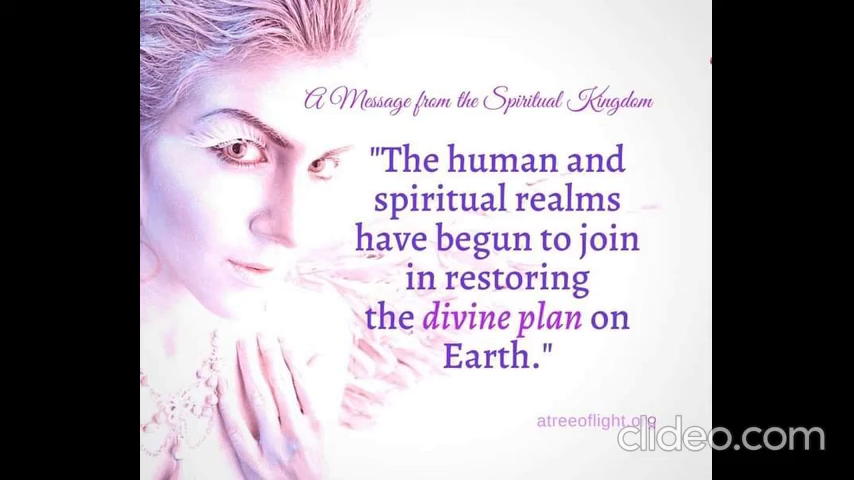 A Message from the Spiritual Kingdom
"The human and
spiritual realms
have begun to join
in restoring
the divine plan on
Earth."
atreeoflight.org
clideo.com